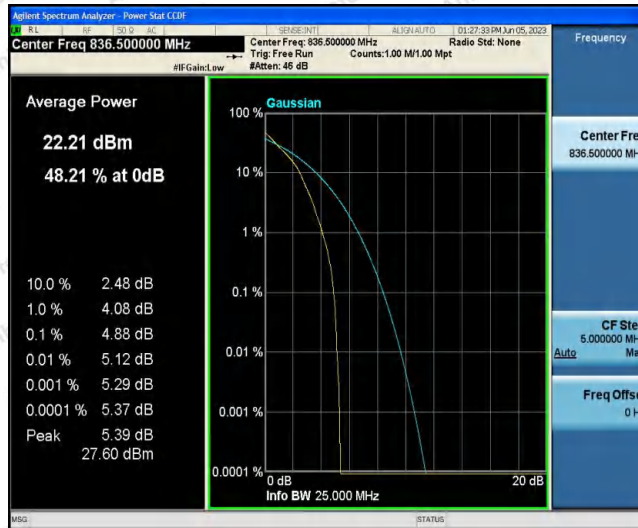 Agilent Spectrum Analyzer - Power Stat CCDF
RL RF 50 Ω AC SENSE:INT ALIGN AUTO 01:27:33 PM Jun 05, 2023
Center Freq 836.500000 MHz
Center Freq: 836.500000 MHz Radio Std: None
Trig: Free Run Counts:1.00 M/1.00 Mpt
#IFGain:Low #Atten: 46 dB
Frequency
Average Power
22.21 dBm
48.21 % at 0dB
10.0 % 2.48 dB
1.0 % 4.08 dB
0.1 % 4.88 dB
0.01 % 5.12 dB
0.001 % 5.29 dB
0.0001 % 5.37 dB
Peak 5.39 dB
27.60 dBm
Gaussian
100 %
10 %
1 %
0.1 %
0.01 %
0.001 %
0.0001 %
0 dB 20 dB
Info BW 25.000 MHz
Center Fre
836.500000 MH
CF Ste
5.000000 MH
Auto Ma
Freq Offse
0 H
MSG STATUS